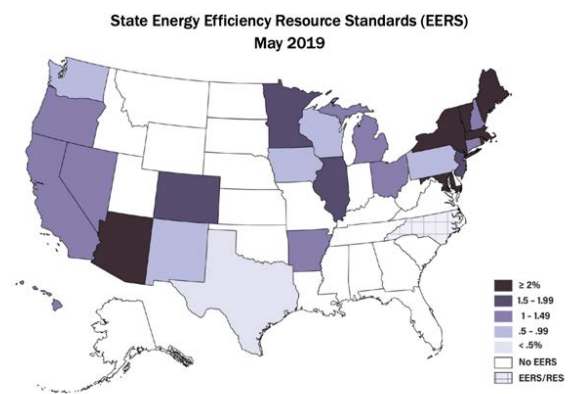 State Energy Efficiency Resource Standards (EERS)
May 2019
≥ 2%
1.5 - 1.99
1 - 1.49
.5 - .99
< .5%
No EERS
EERS/RES